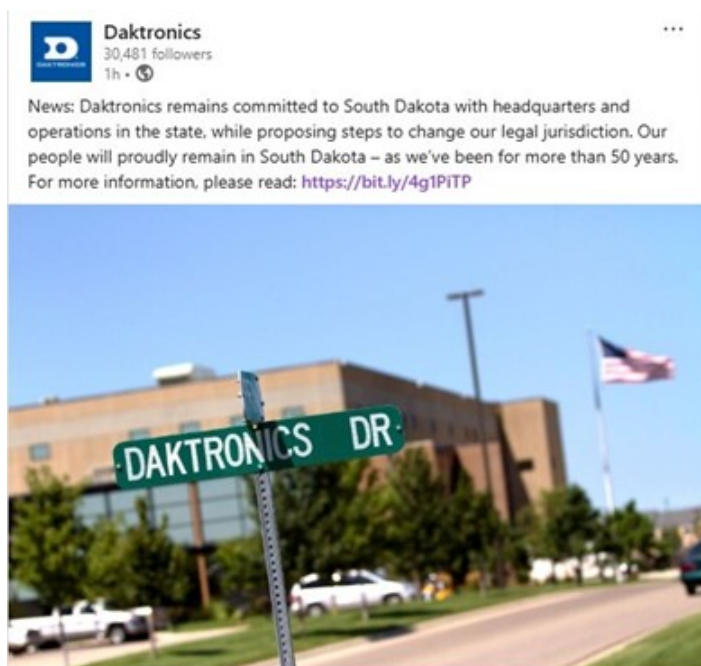 Daktronics
30,481 followers
1h •
News: Daktronics remains committed to South Dakota with headquarters and
operations in the state, while proposing steps to change our legal jurisdiction. Our
people will proudly remain in South Dakota – as we've been for more than 50 years.
For more information, please read: https://bit.ly/4g1PiTP
DAKTRONICS DR